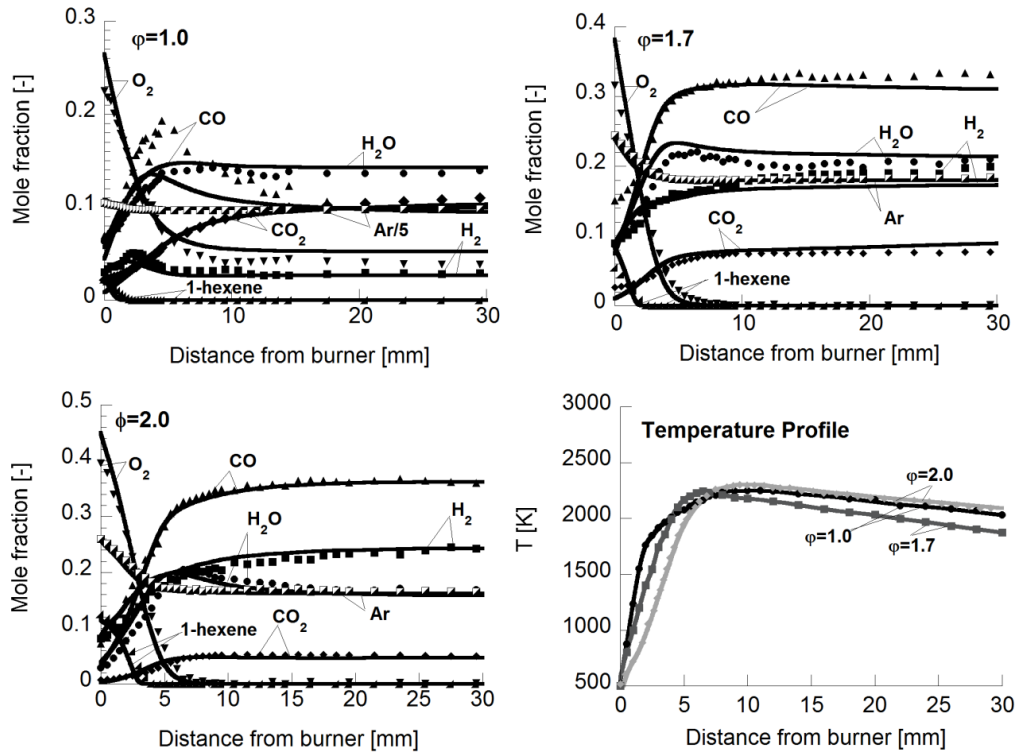 0.3
φ=1.0
O2
0.2
CO
H2O
0.1
CO2
Ar/5
H2
1-hexene
0
0 5 10 15 20 25 30
Mole fraction [-]
Distance from burner [mm]
0.4
φ=1.7
O2
0.3
CO
H2O
H2
0.2
Ar
0.1
CO2
1-hexene
0
0 5 10 15 20 25 30
Mole fraction [-]
Distance from burner [mm]
0.5
ϕ=2.0
O2
0.4
CO
0.3
H2O
H2
0.2
Ar
0.1
1-hexene
CO2
0
0 5 10 15 20 25 30
Mole fraction [-]
Distance from burner [mm]
3000
Temperature Profile
2500
φ=2.0
2000
φ=1.0
φ=1.7
1500
1000
500
0 5 10 15 20 25 30
T [K]
Distance from burner [mm]